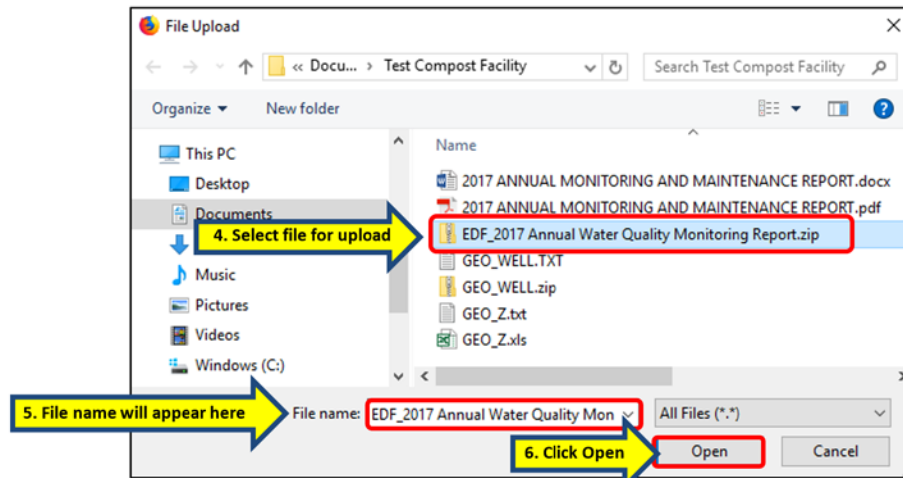 File Upload
« Docu... › Test Compost Facility
Search Test Compost Facility
Organize
New folder
?
This PC
Desktop
Documents
Music
Pictures
Videos
Windows (C:)
Name
2017 ANNUAL MONITORING AND MAINTENANCE REPORT.docx
2017 ANNUAL MONITORING AND MAINTENANCE REPORT.pdf
EDF_2017 Annual Water Quality Monitoring Report.zip
GEO_WELL.TXT
GEO_WELL.zip
GEO_Z.txt
GEO_Z.xls
4. Select file for upload
5. File name will appear here
File name: EDF_2017 Annual Water Quality Mon
All Files (*.*)
6. Click Open
Open
Cancel